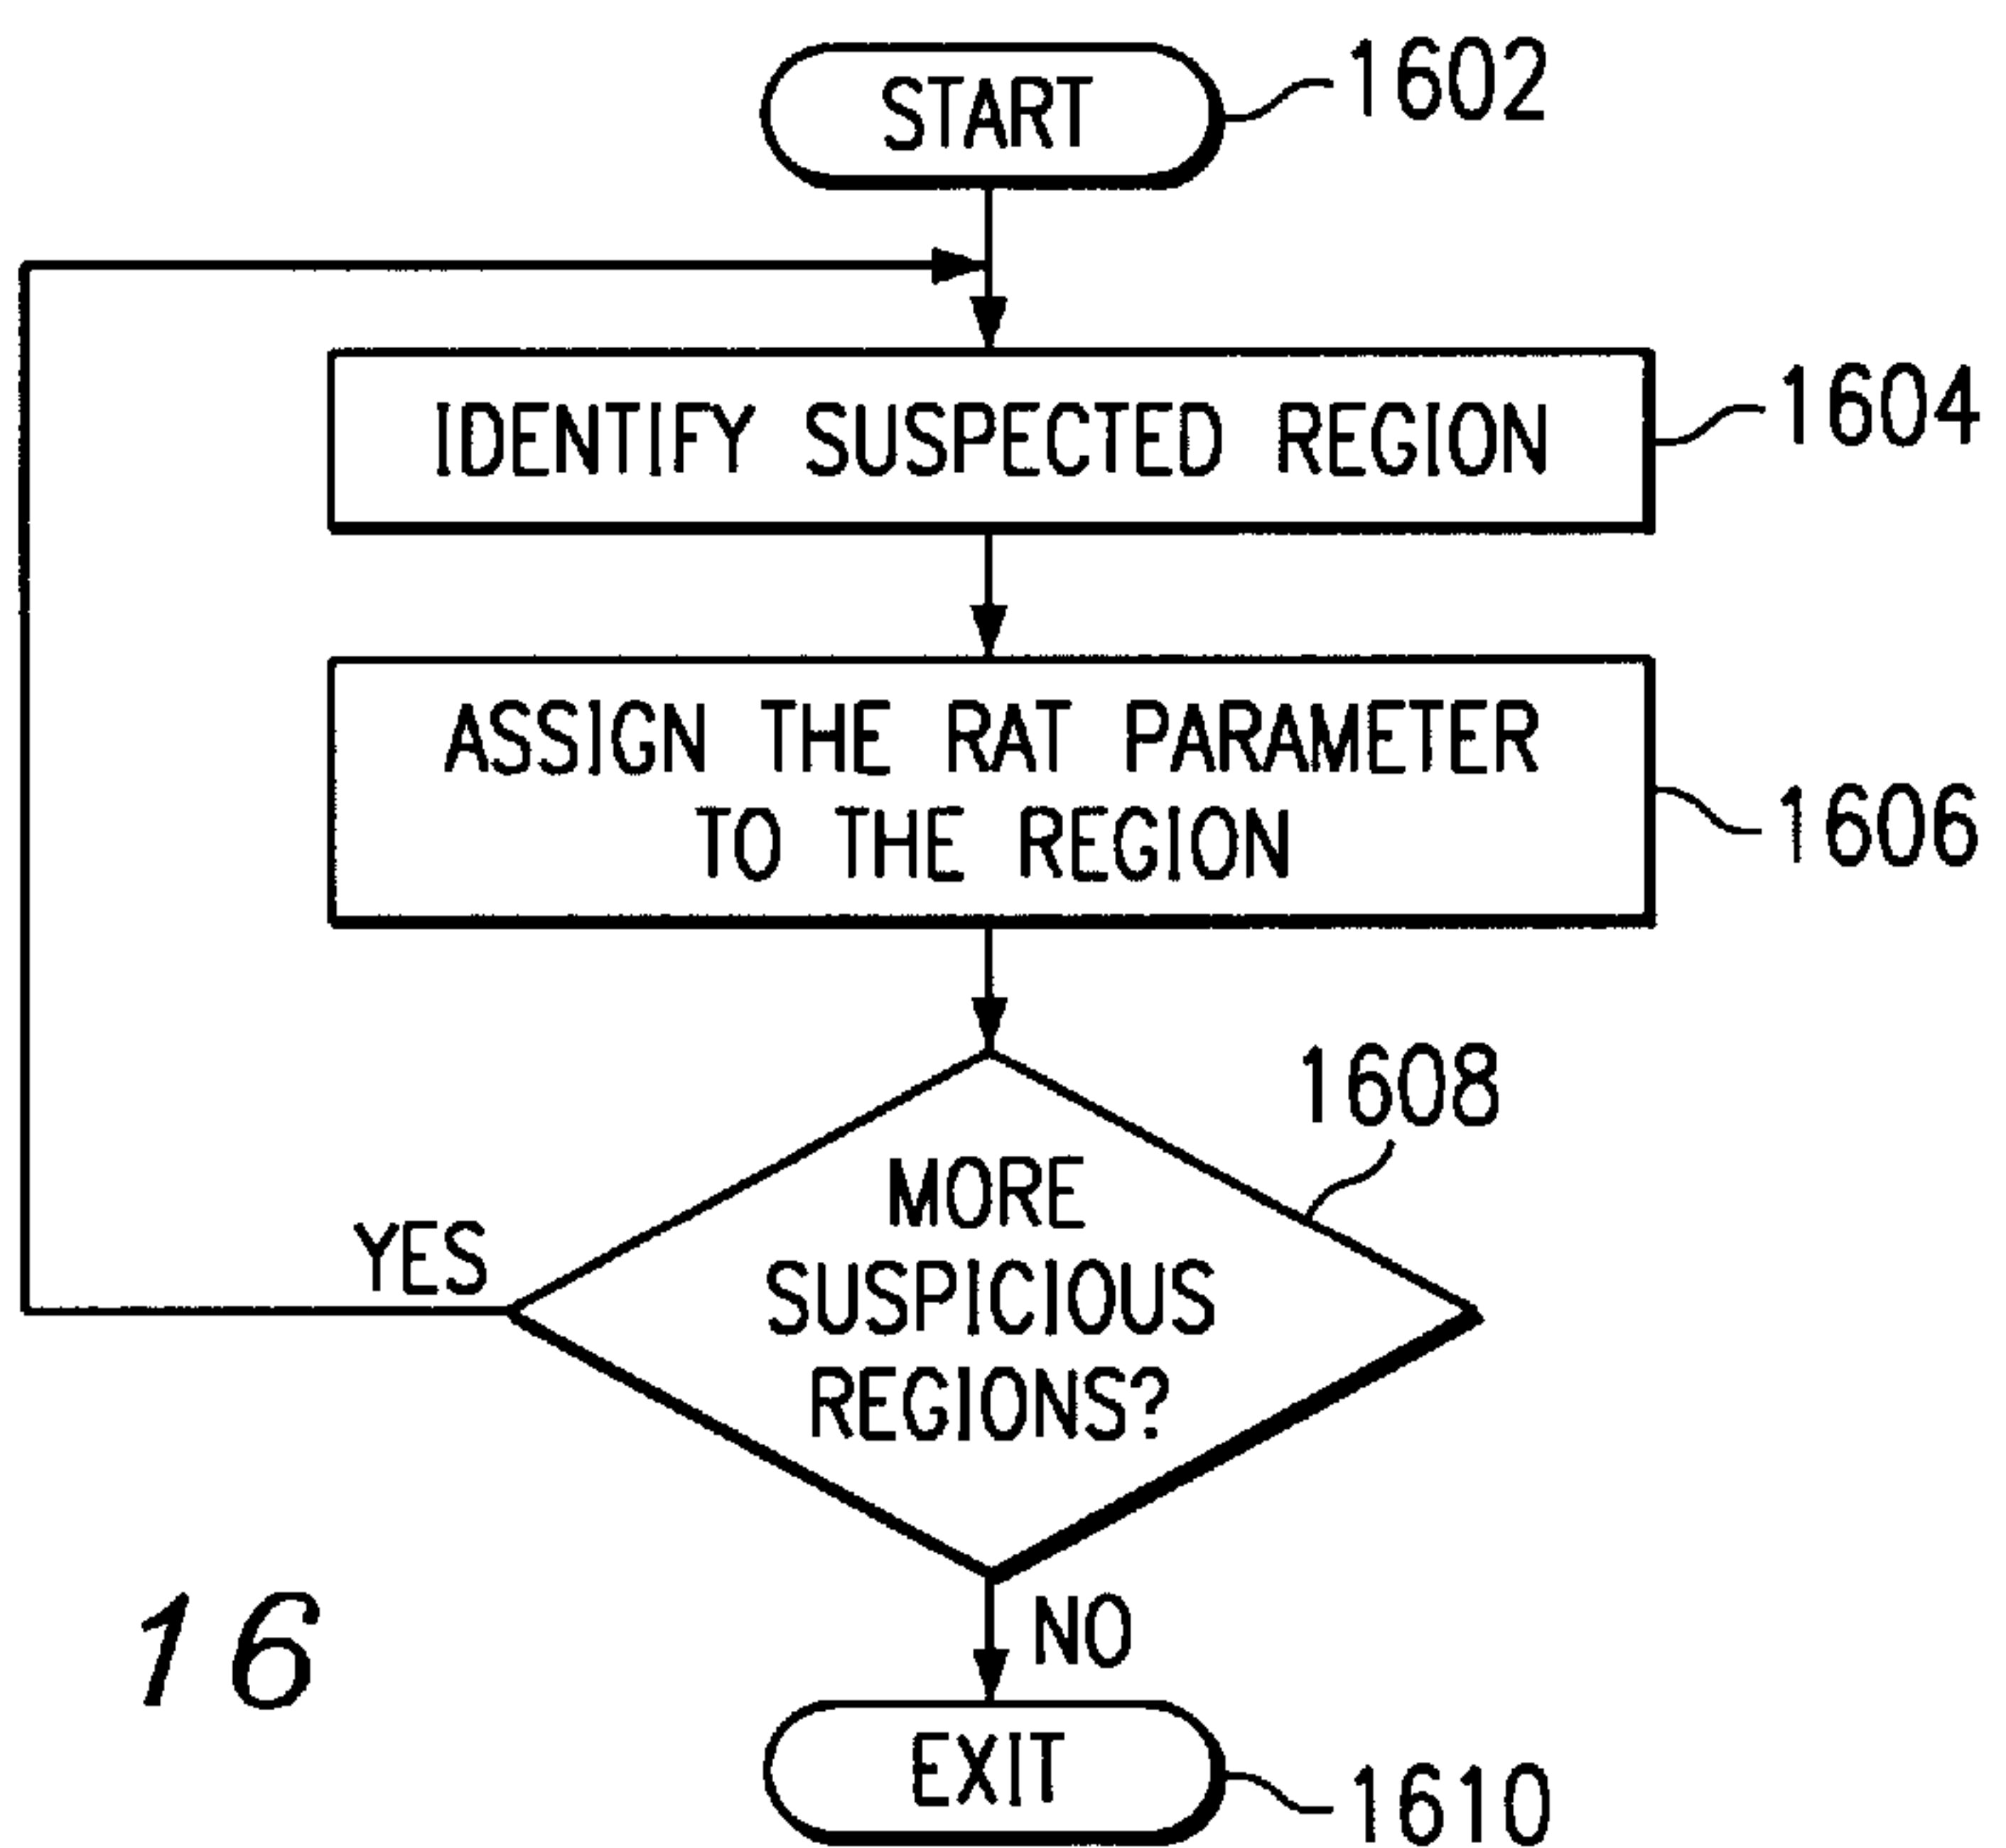 START
1602
IDENTIFY SUSPECTED REGION
1604
ASSIGN THE RAT PARAMETER
TO THE REGION
1606
1608
MORE
SUSPICIOUS
REGIONS?
YES
NO
16
EXIT
1610